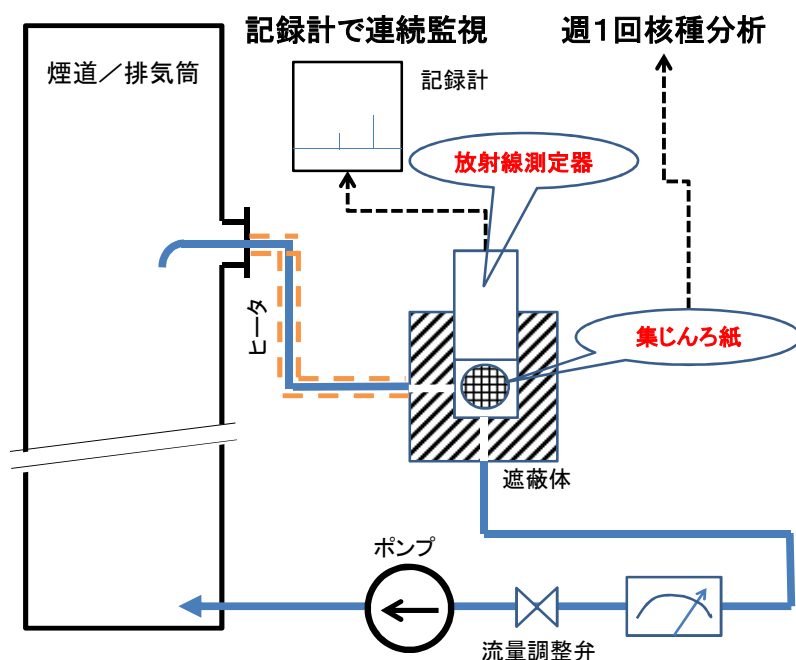 記録計で連続監視
週1回核種分析
煙道／排気筒
記録計
放射線測定器
ヒータ
集じんろ紙
遮蔽体
ポンプ
流量調整弁